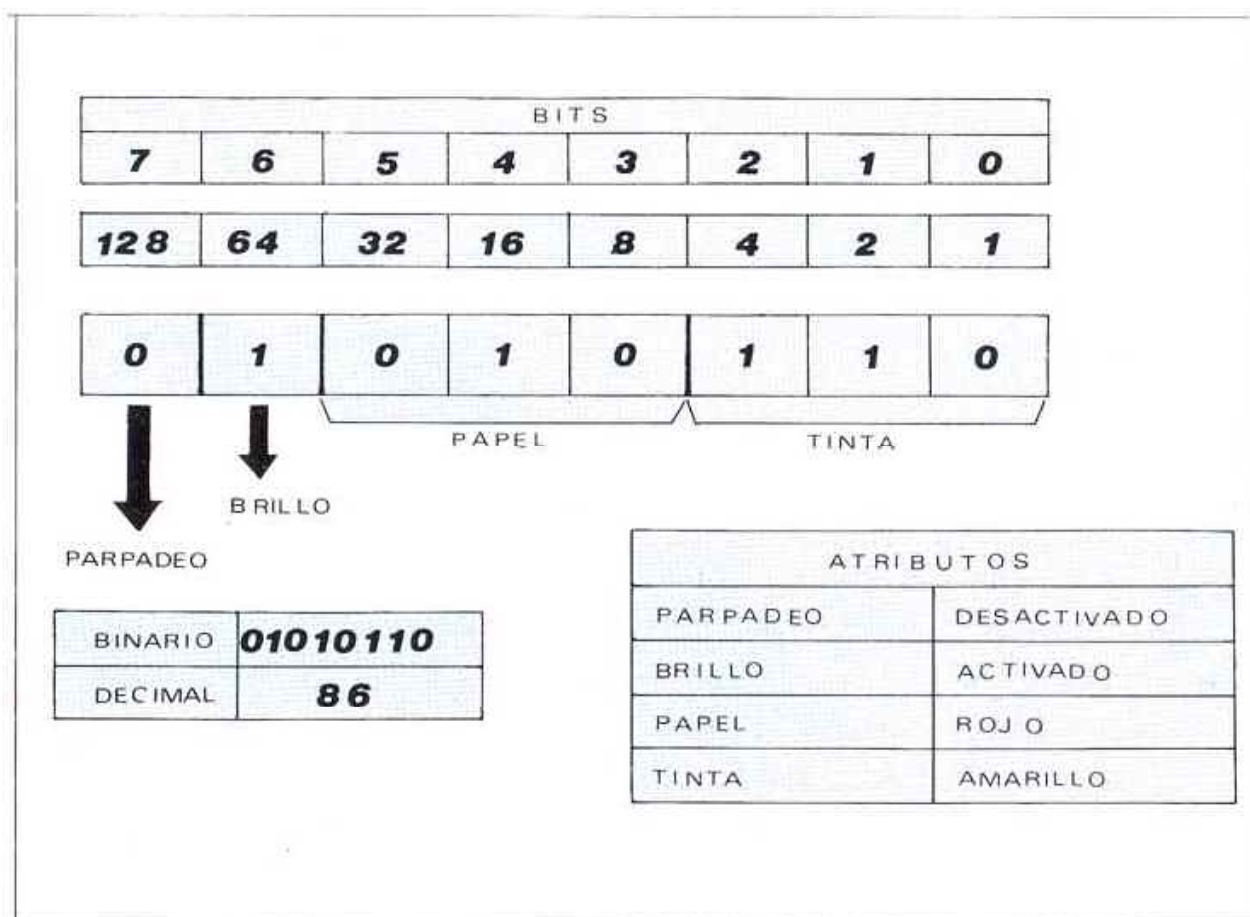 BITS
7 6 5 4 3 2 1 0
128 64 32 16 8 4 2 1
0 1 0 1 0 1 1 0
PAPEL TINTA
BRILLO
PARPADEO
BINARIO 01010110
DECIMAL 86
ATRIBUTOS
PARPADEO DESACTIVADO
BRILLO ACTIVADO
PAPEL ROJO
TINTA AMARILLO